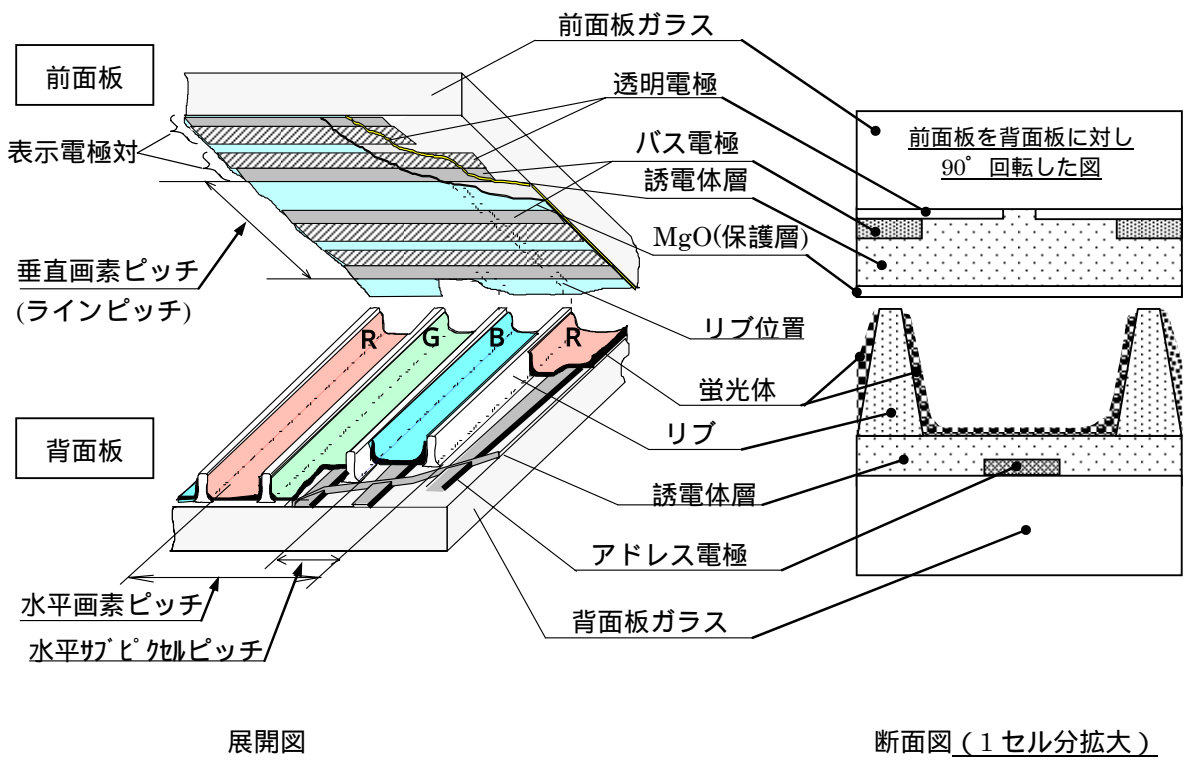 前面板
表示電極対
垂直画素ピッチ
(ラインピッチ)
背面板
水平画素ピッチ
水平ｻﾌﾞﾋﾟｸｾﾙピッチ
R
G
B
R
前面板ガラス
透明電極
バス電極
誘電体層
MgO(保護層)
リブ位置
蛍光体
リブ
誘電体層
アドレス電極
背面板ガラス
前面板を背面板に対し
90° 回転した図
展開図
断面図(1セル分拡大)